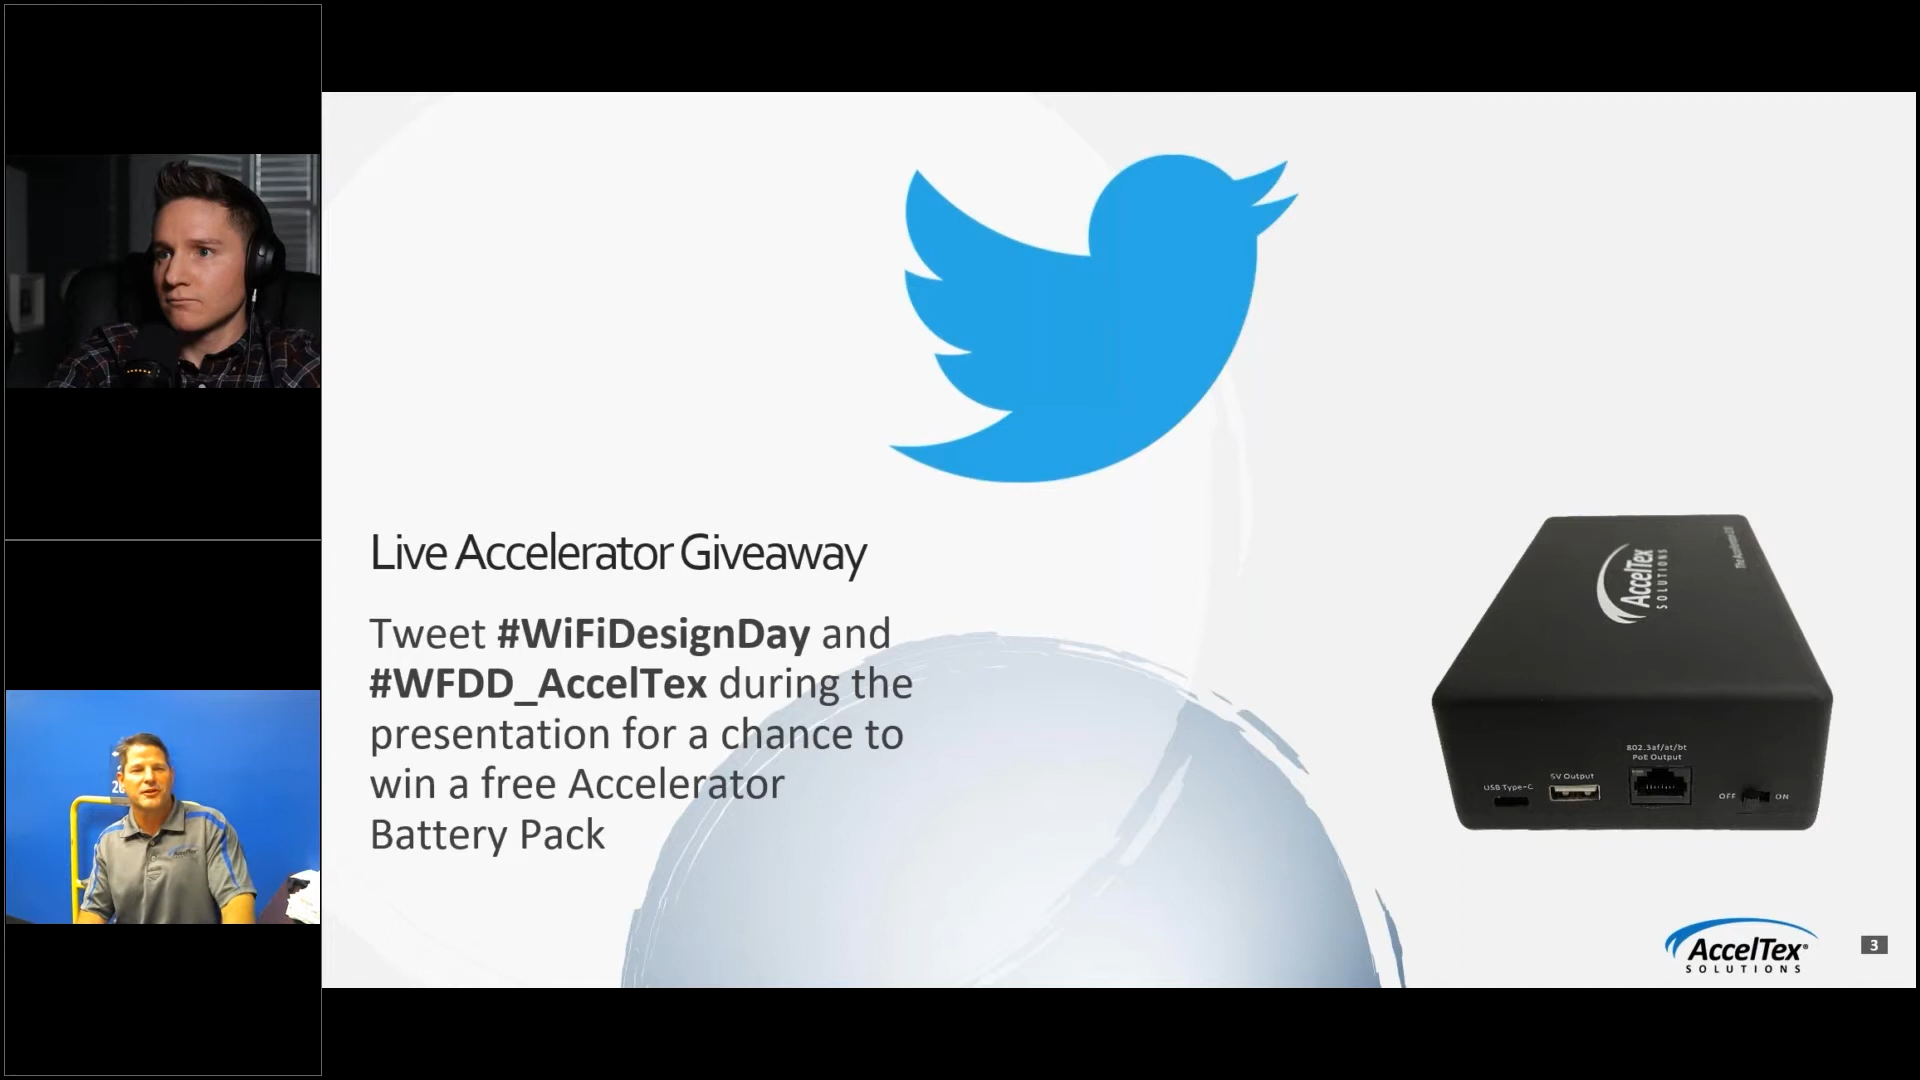 Live Accelerator Giveaway
Tweet #WiFiDesignDay and
#WFDD_AccelTex during the
presentation for a chance to
win a free Accelerator
Battery Pack
AccelTex
SOLUTIONS
802.3af/at/bt
PoE Output
5V Output
USB Type-C
OFF ON
AccelTex®
SOLUTIONS
3
AccelTex